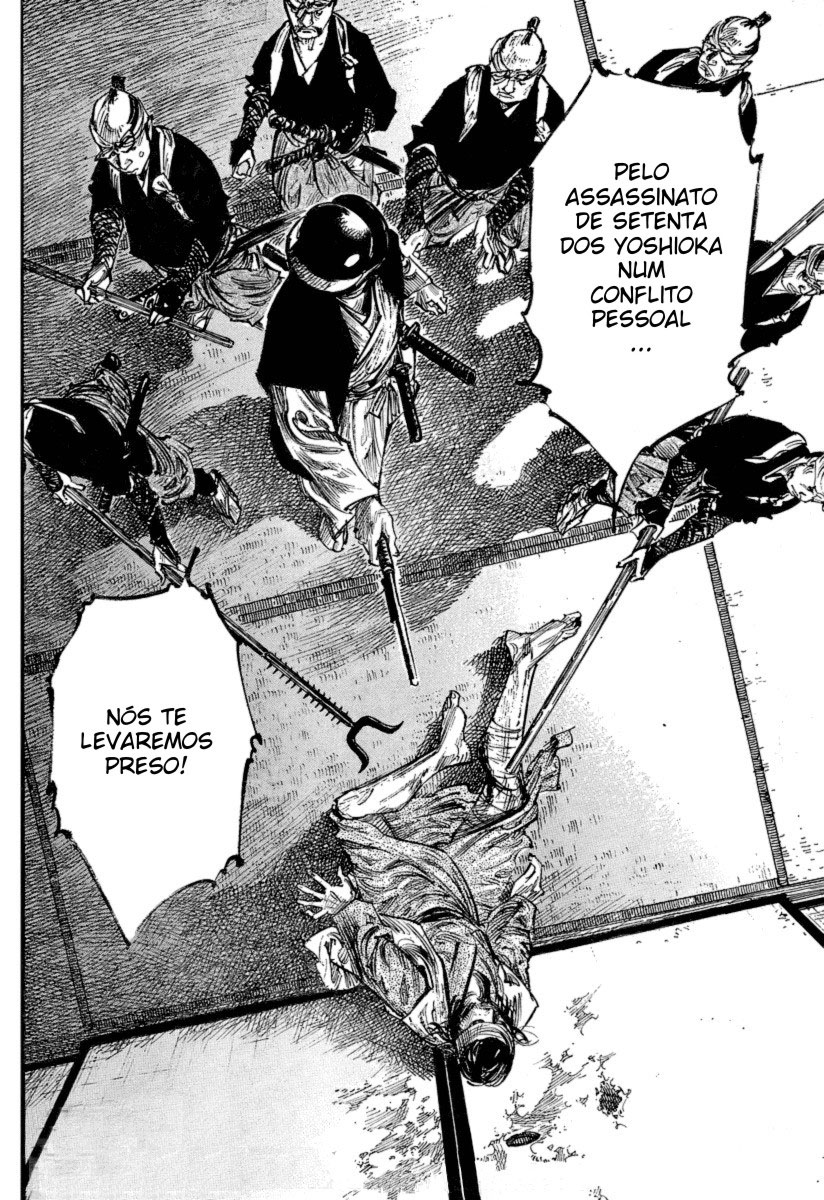 PELO
ASSASSINATO
DE SETENTA
DOS YOSHIOKA
NUM
CONFLITO
PESSOAL
...
NÓS TE
LEVAREMOS
PRESO!